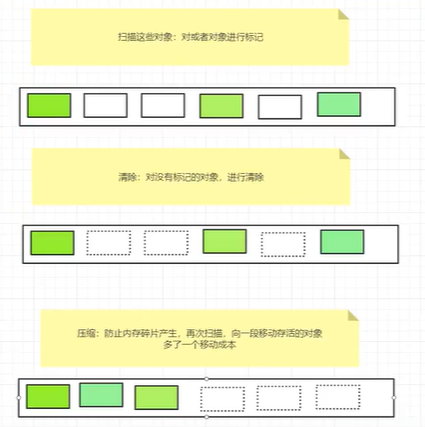 扫描这些对象：对或者对象进行标记
清除：对没有标记的对象，进行清除
压缩：防止内存碎片产生，再次扫描，向一段移动存活的对象
多了一个移动成本